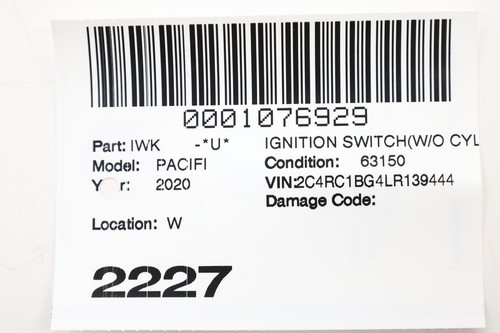 0001076929
Part: IWK -*U* IGNITION SWITCH(W/O CYL
Model: PACIFI Condition: 63150
Year: 2020 VIN:2C4RC1BG4LR139444
Damage Code:
Location: W
2227